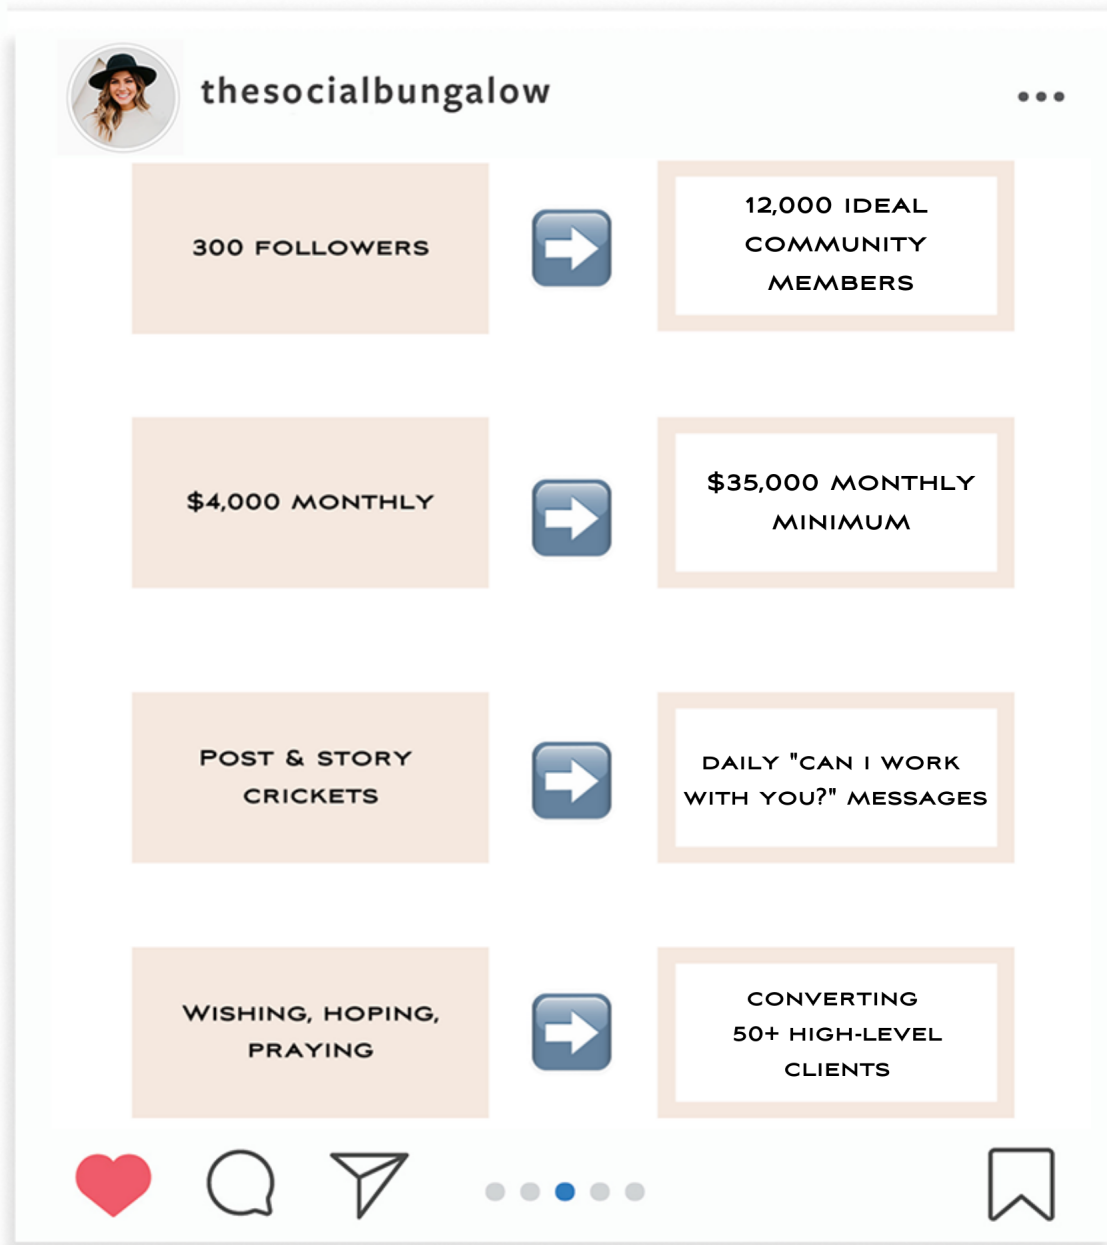 thesocialbungalow
300 FOLLOWERS
12,000 IDEAL
COMMUNITY
MEMBERS
$4,000 MONTHLY
$35,000 MONTHLY
MINIMUM
POST & STORY
CRICKETS
DAILY "CAN I WORK
WITH YOU?" MESSAGES
WISHING, HOPING,
PRAYING
CONVERTING
50+ HIGH-LEVEL
CLIENTS